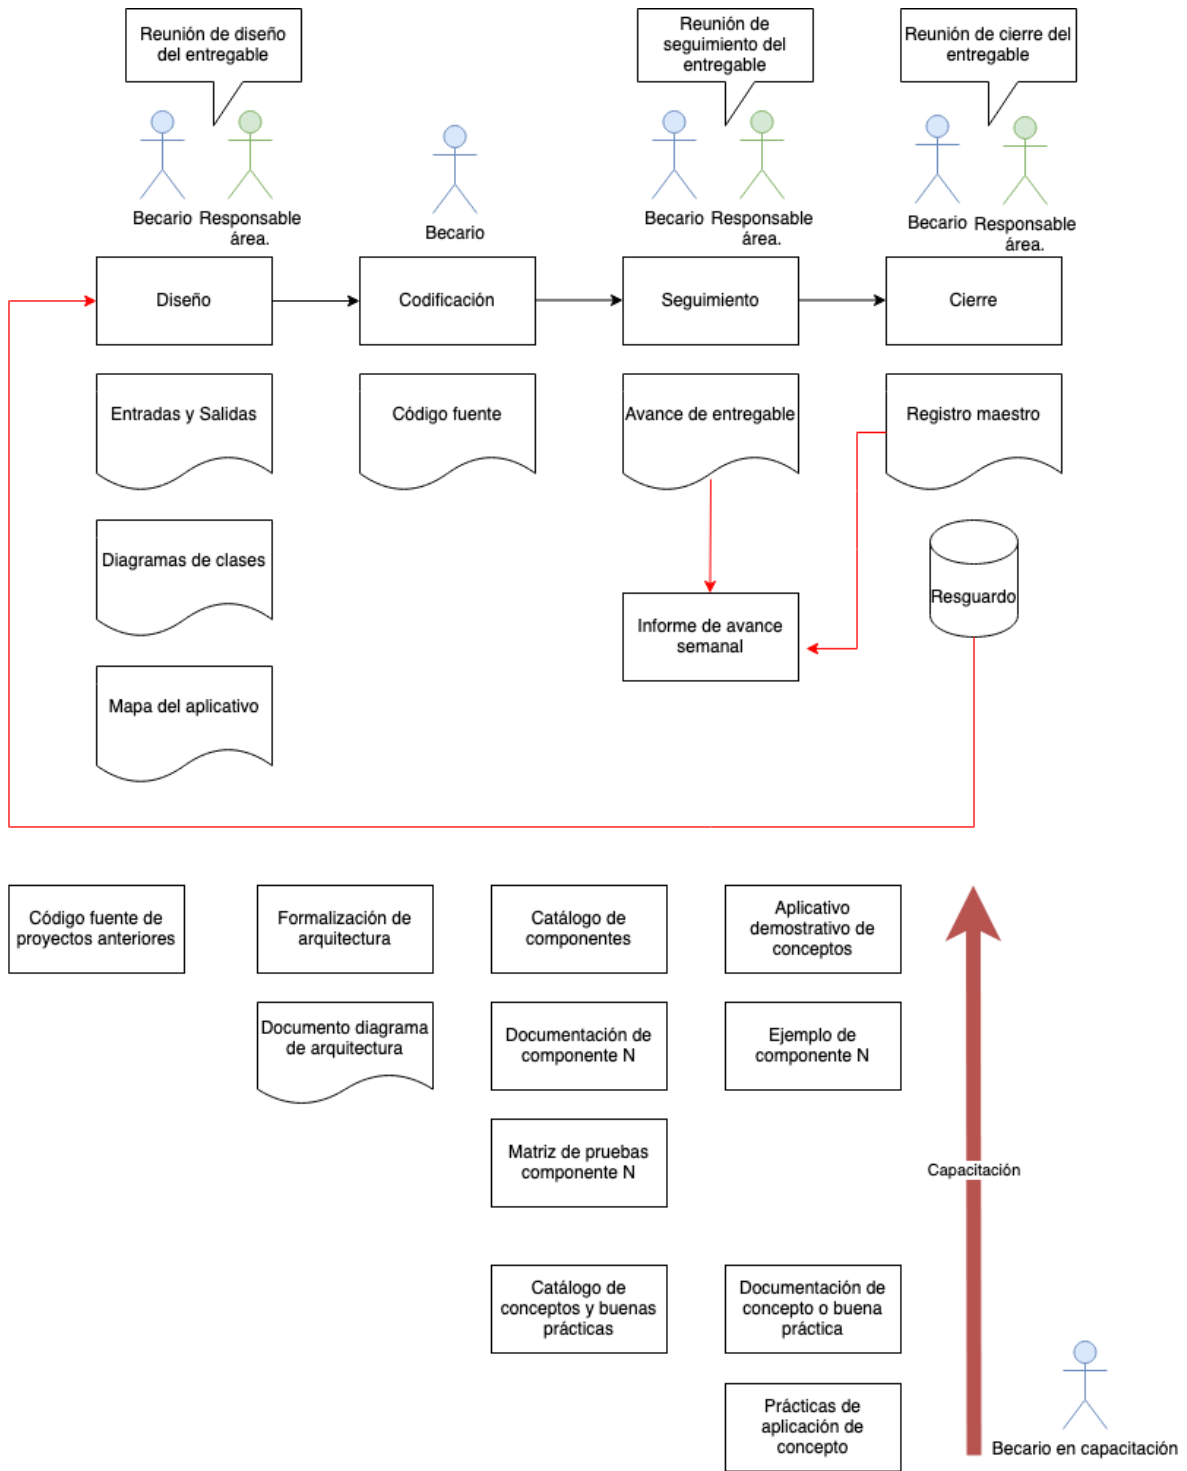 Reunión de diseño
del entregable
Reunión de
seguimiento del
entregable
Reunión de cierre del
entregable
Becario
Responsable
área.
Becario
Becario
Responsable
área.
Becario
Responsable
área.
Diseño
Codificación
Seguimiento
Cierre
Entradas y Salidas
Código fuente
Avance de entregable
Registro maestro
Diagramas de clases
Resguardo
Informe de avance
semanal
Mapa del aplicativo
Código fuente de
proyectos anteriores
Formalización de
arquitectura
Catálogo de
componentes
Aplicativo
demostrativo de
conceptos
Documento diagrama
de arquitectura
Documentación de
componente N
Ejemplo de
componente N
Matriz de pruebas
componente N
Capacitación
Catálogo de
conceptos y buenas
prácticas
Documentación de
concepto o buena
práctica
Prácticas de
aplicación de
concepto
Becario en capacitación